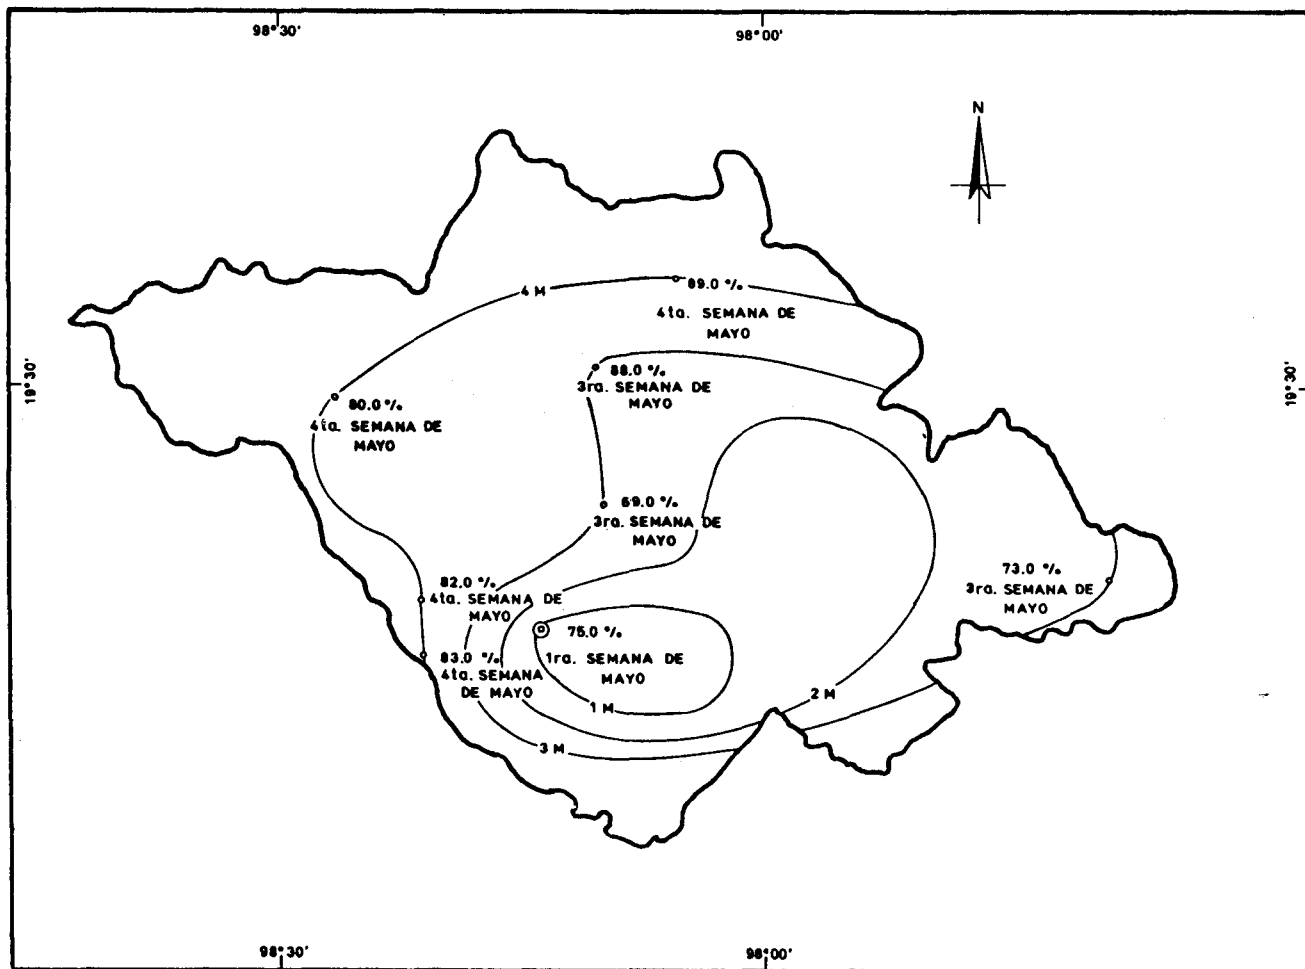 98°30'
98°00'
N
4 M
89.0 %
4ta. SEMANA DE
MAYO
19°30'
19°30'
88.0 %
3ra. SEMANA DE
MAYO
80.0 %
4ta. SEMANA DE
MAYO
69.0 %
3ra. SEMANA DE
MAYO
82.0 %
4ta. SEMANA DE
MAYO
73.0 %
3ra. SEMANA DE
MAYO
75.0 %
1ra. SEMANA DE
MAYO
83.0 %
4ta. SEMANA
DE MAYO
1 M
2 M
3 M
98°30'
98°00'